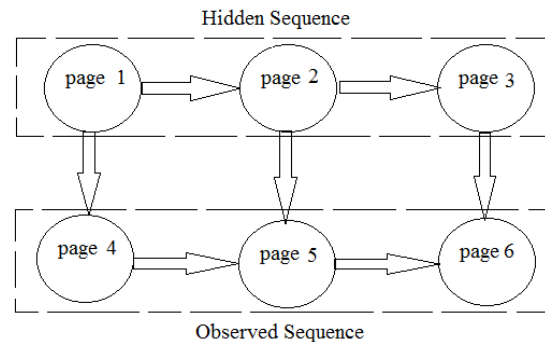 Hidden Sequence
page 1
page 2
page 3
page 4
page 5
page 6
Observed Sequence